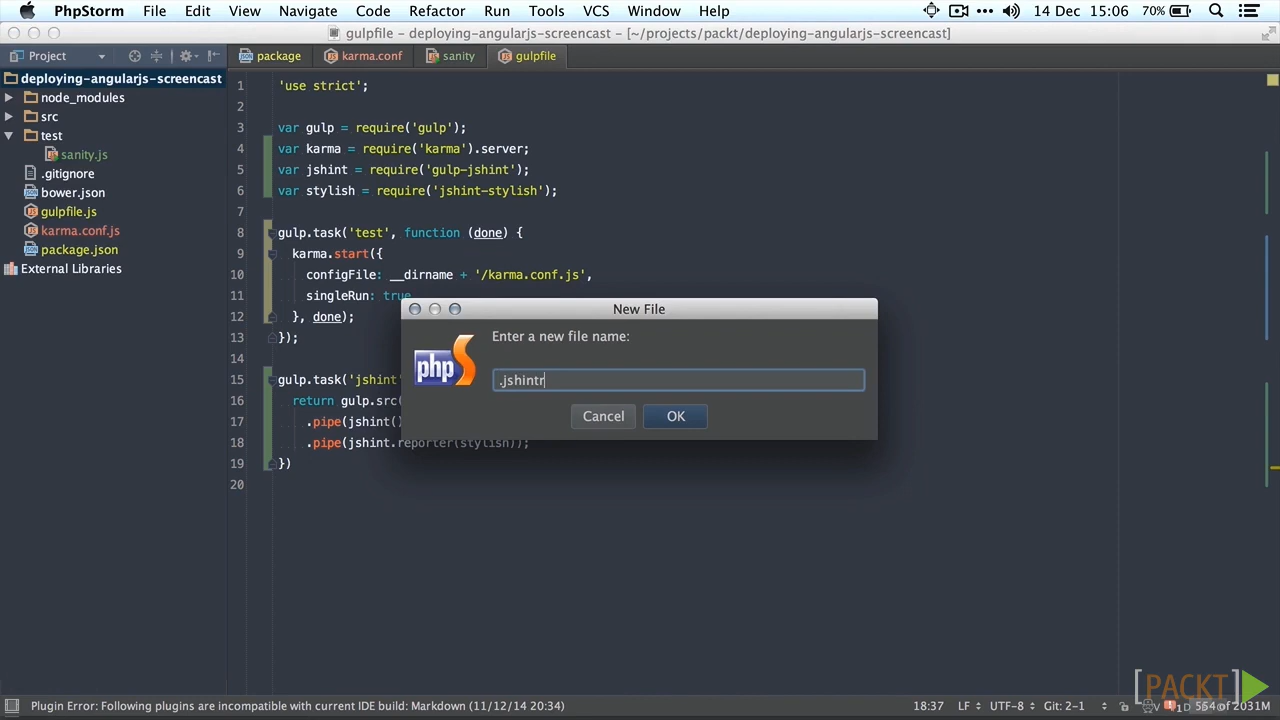 PhpStorm File Edit View Navigate Code Refactor Run Tools VCS Window Help 14 Dec 15:06 70%
gulpfile - deploying-angularjs-screencast - [~/projects/packt/deploying-angularjs-screencast]
Project package karma.conf sanity gulpfile
deploying-angularjs-screencast
node_modules
src
test
sanity.js
.gitignore
bower.json
gulpfile.js
karma.conf.js
package.json
External Libraries
1 'use strict';
2
3 var gulp = require('gulp');
4 var karma = require('karma').server;
5 var jshint = require('gulp-jshint');
6 var stylish = require('jshint-stylish');
7
8 gulp.task('test', function (done) {
9 karma.start({
10 configFile: __dirname + '/karma.conf.js',
11 singleRun: true
12 }, done);
13 });
14
15 gulp.task('jshint'
16 return gulp.src(
17 .pipe(jshint()
18 .pipe(jshint.reporter(stylish));
19 })
20
New File
Enter a new file name:
php S
.jshintr
Cancel OK
[PACKT]
Plugin Error: Following plugins are incompatible with current IDE build: Markdown (11/12/14 20:34) 18:37 LF UTF-8 Git: 2-1 564 of 2031M